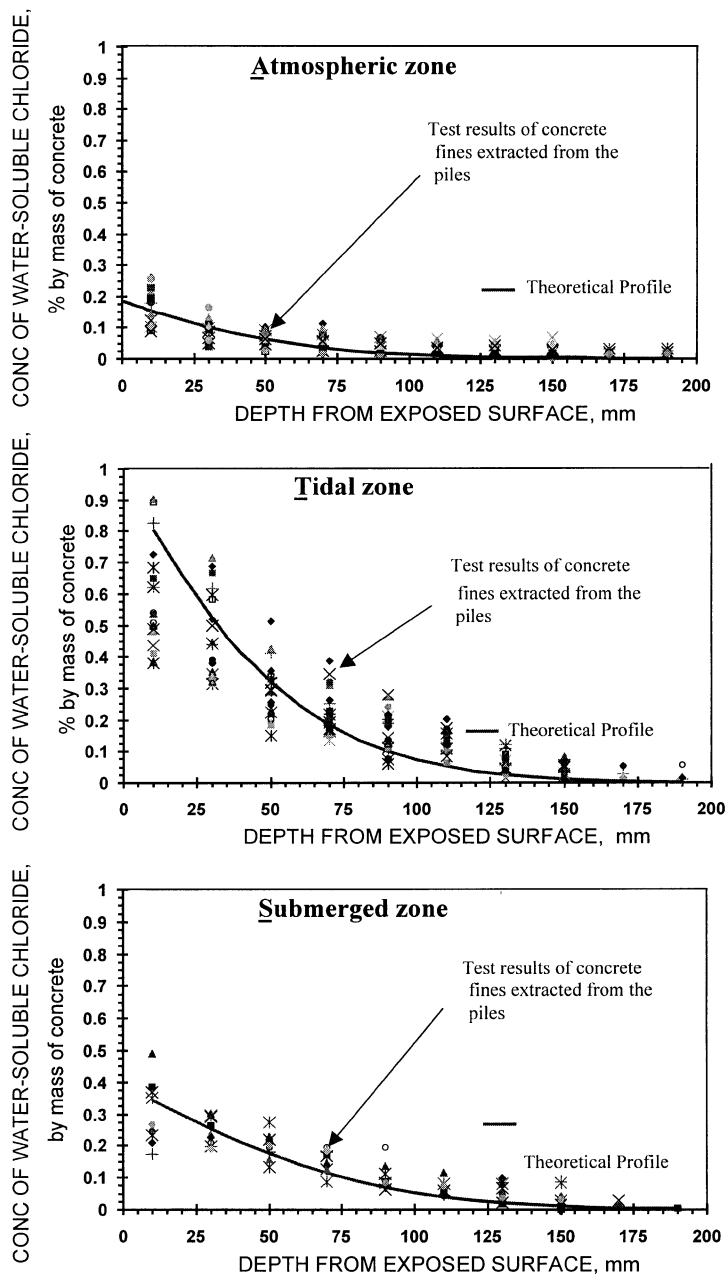 CONC OF WATER-SOLUBLE CHLORIDE,
% by mass of concrete
1
0.9
0.8
0.7
0.6
0.5
0.4
0.3
0.2
0.1
0
Atmospheric zone
Test results of concrete
fines extracted from the
piles
Theoretical Profile
0 25 50 75 100 125 150 175 200
DEPTH FROM EXPOSED SURFACE, mm
CONC OF WATER-SOLUBLE CHLORIDE,
% by mass of concrete
1
0.9
0.8
0.7
0.6
0.5
0.4
0.3
0.2
0.1
0
Tidal zone
Test results of concrete
fines extracted from the
piles
Theoretical Profile
0 25 50 75 100 125 150 175 200
DEPTH FROM EXPOSED SURFACE, mm
CONC OF WATER-SOLUBLE CHLORIDE,
by mass of concrete
1
0.9
0.8
0.7
0.6
0.5
0.4
0.3
0.2
0.1
0
Submerged zone
Test results of concrete
fines extracted from the
piles
Theoretical Profile
0 25 50 75 100 125 150 175 200
DEPTH FROM EXPOSED SURFACE, mm